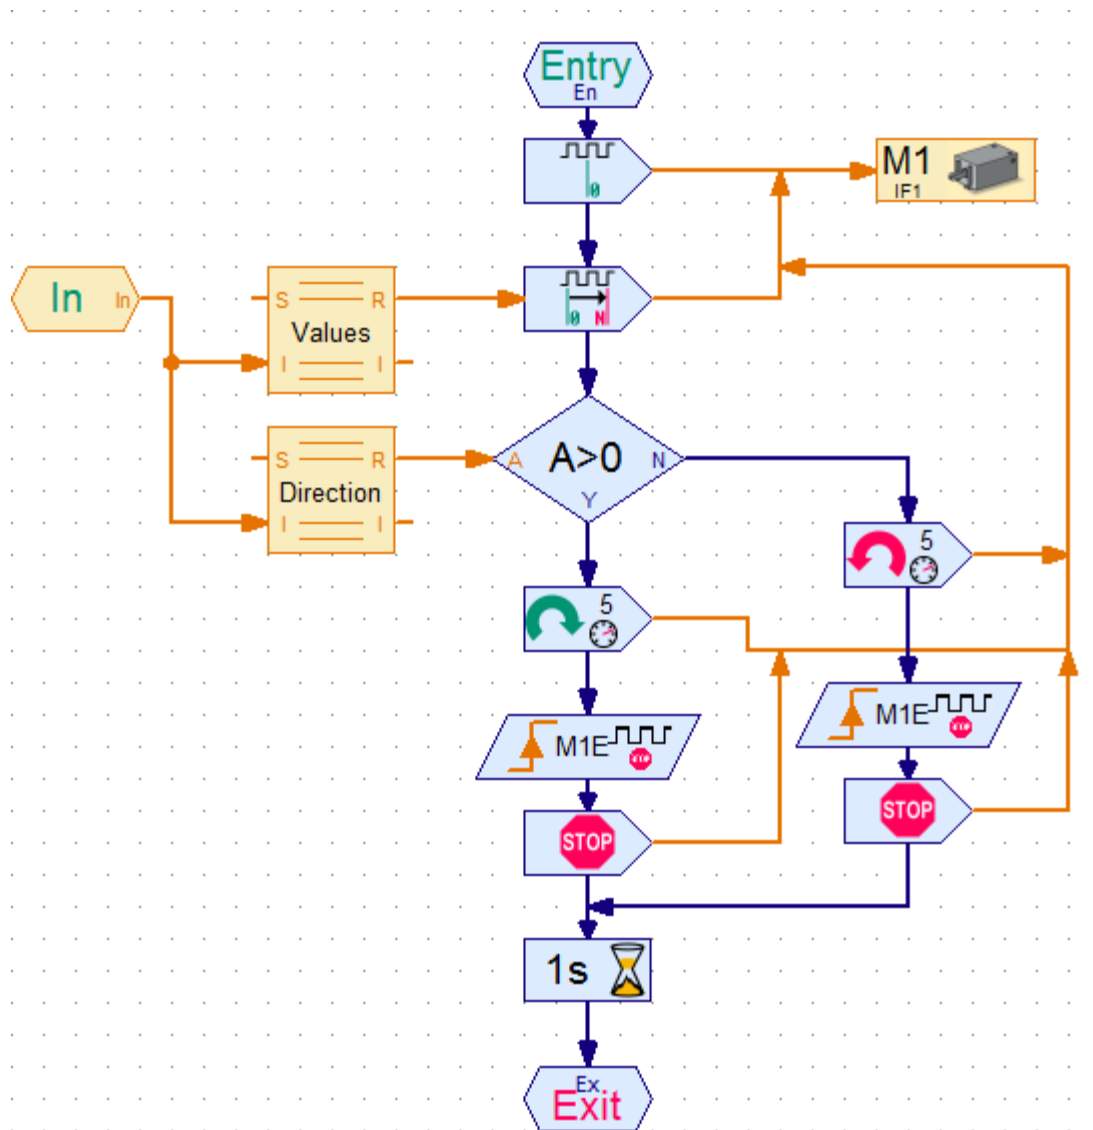 Entry
En
0
M1
IF1
In In
S R
Values
I I
0 N
S R
Direction
I I
A A>0 N
Y
5
5
M1E STOP
M1E STOP
STOP
STOP
1s
Ex
Exit